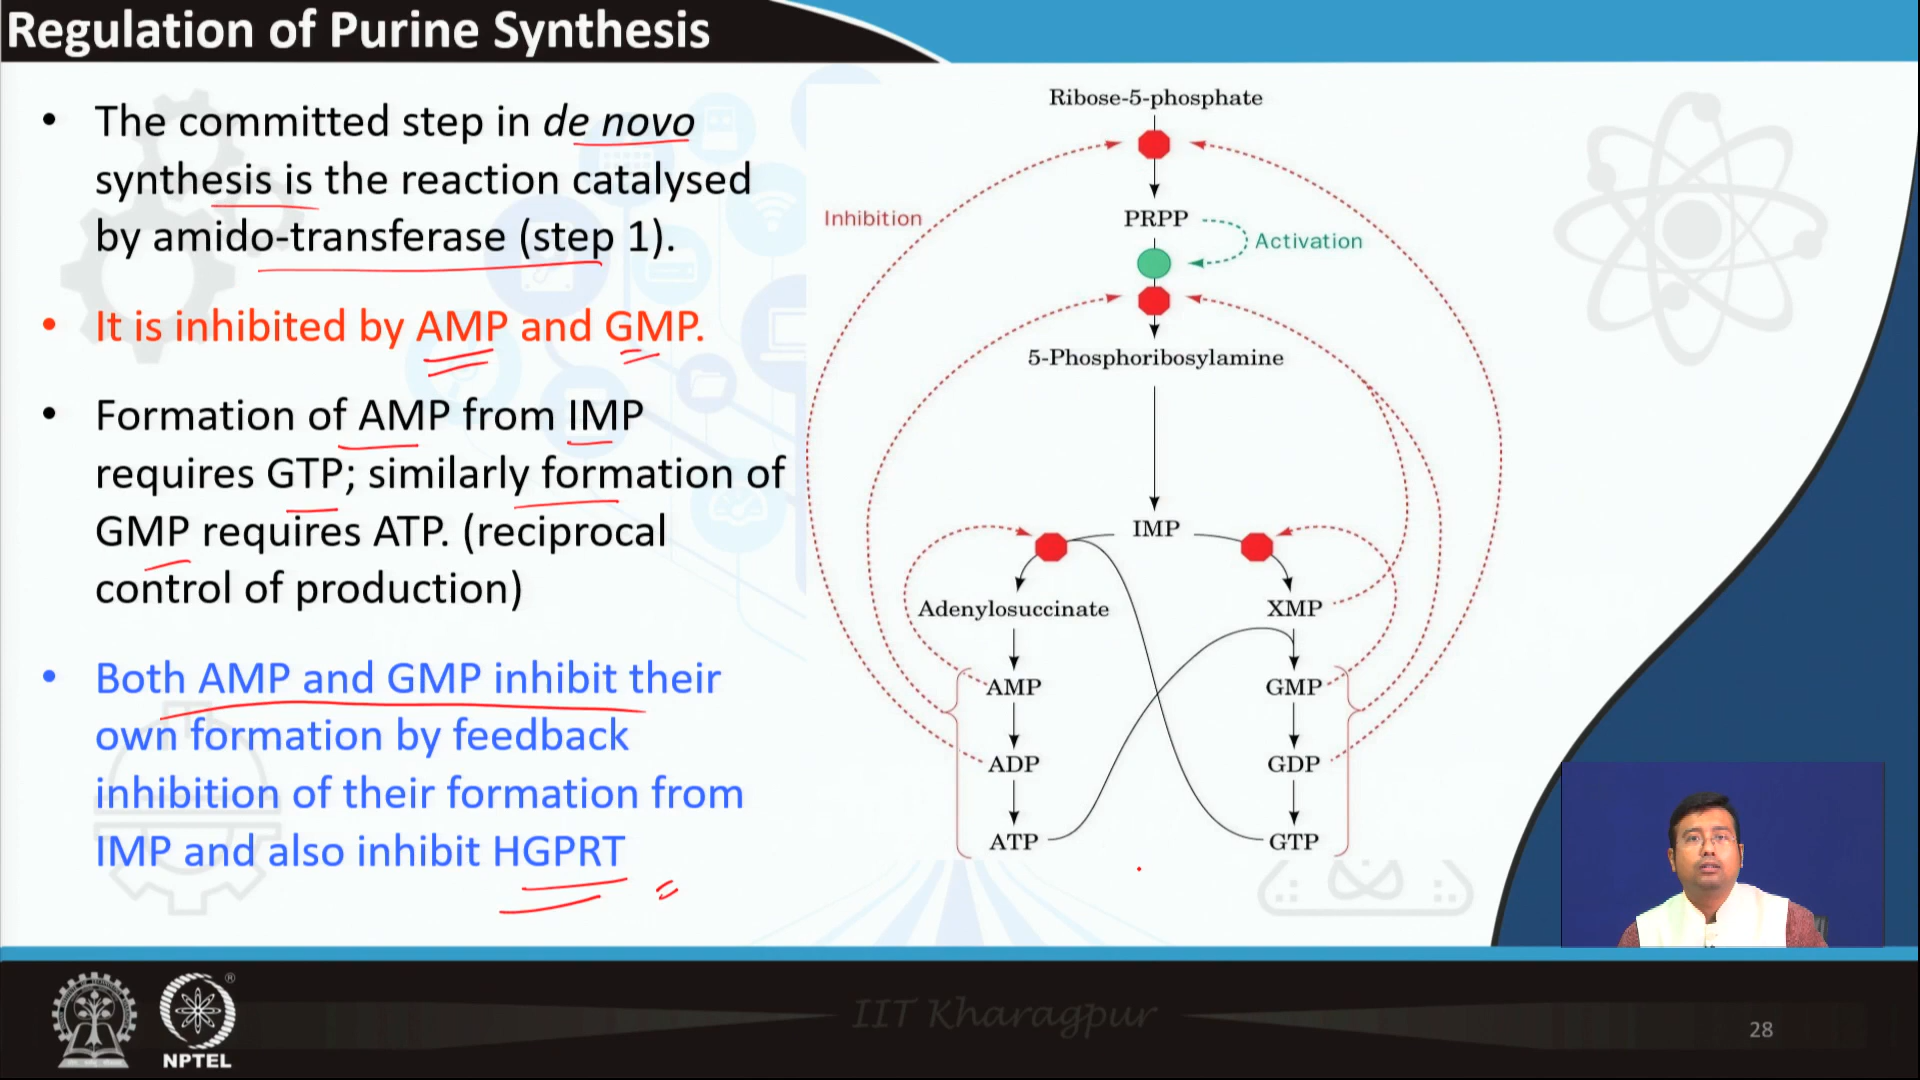 Regulation of Purine Synthesis
• The committed step in de novo
synthesis is the reaction catalysed
by amido-transferase (step 1).
• It is inhibited by AMP and GMP.
• Formation of AMP from IMP
requires GTP; similarly formation of
GMP requires ATP. (reciprocal
control of production)
• Both AMP and GMP inhibit their
own formation by feedback
inhibition of their formation from
IMP and also inhibit HGPRT
Ribose-5-phosphate
Inhibition
PRPP
Activation
5-Phosphoribosylamine
IMP
Adenylosuccinate
XMP
AMP
GMP
ADP
GDP
ATP
GTP
NPTEL
®
IIT Kharagpur
28